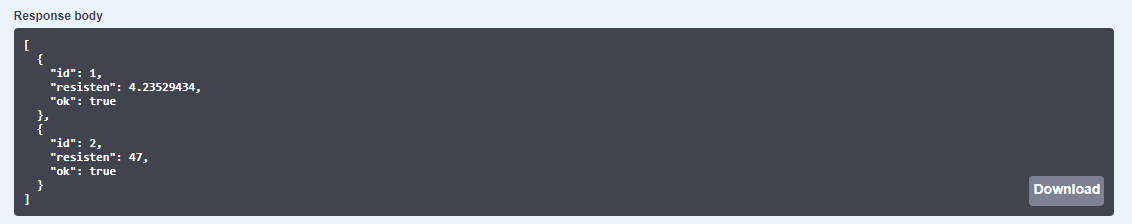 Response body
[
  {
    "id": 1,
    "resisten": 4.23529434,
    "ok": true
  },
  {
    "id": 2,
    "resisten": 47,
    "ok": true
  }
]
Download